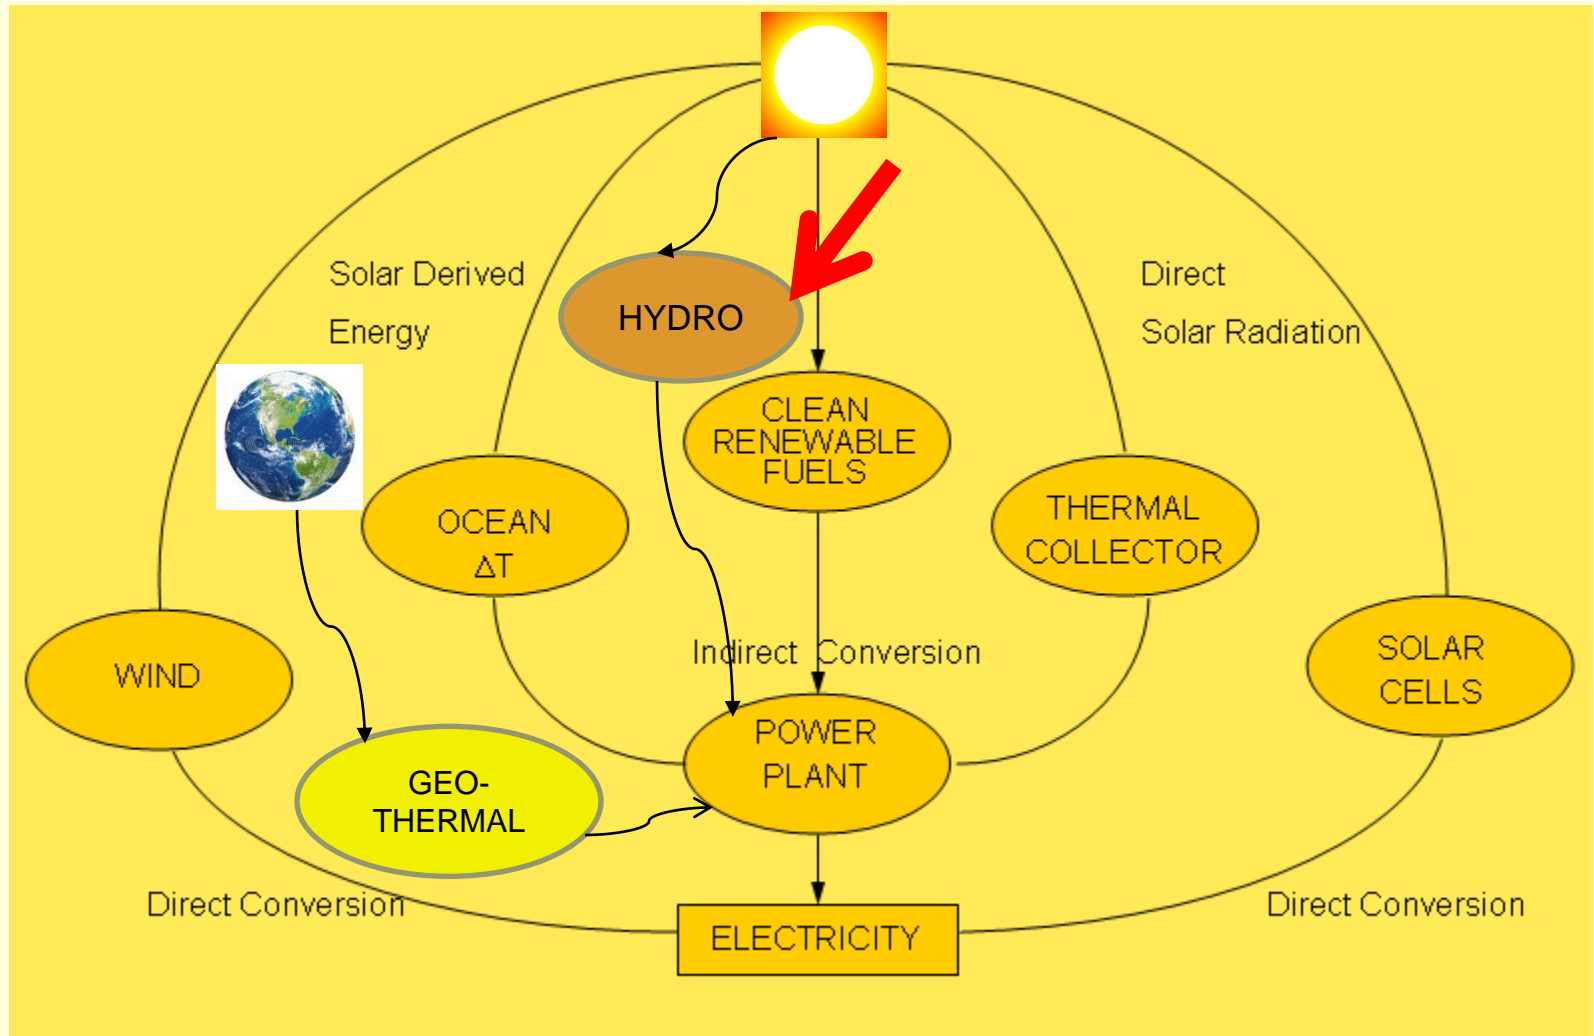 Solar Derived
Energy
Direct
Solar Radiation
HYDRO
CLEAN
RENEWABLE
FUELS
OCEAN
ΔT
THERMAL
COLLECTOR
Indirect Conversion
WIND
SOLAR
CELLS
POWER
PLANT
GEO-
THERMAL
Direct Conversion
Direct Conversion
ELECTRICITY